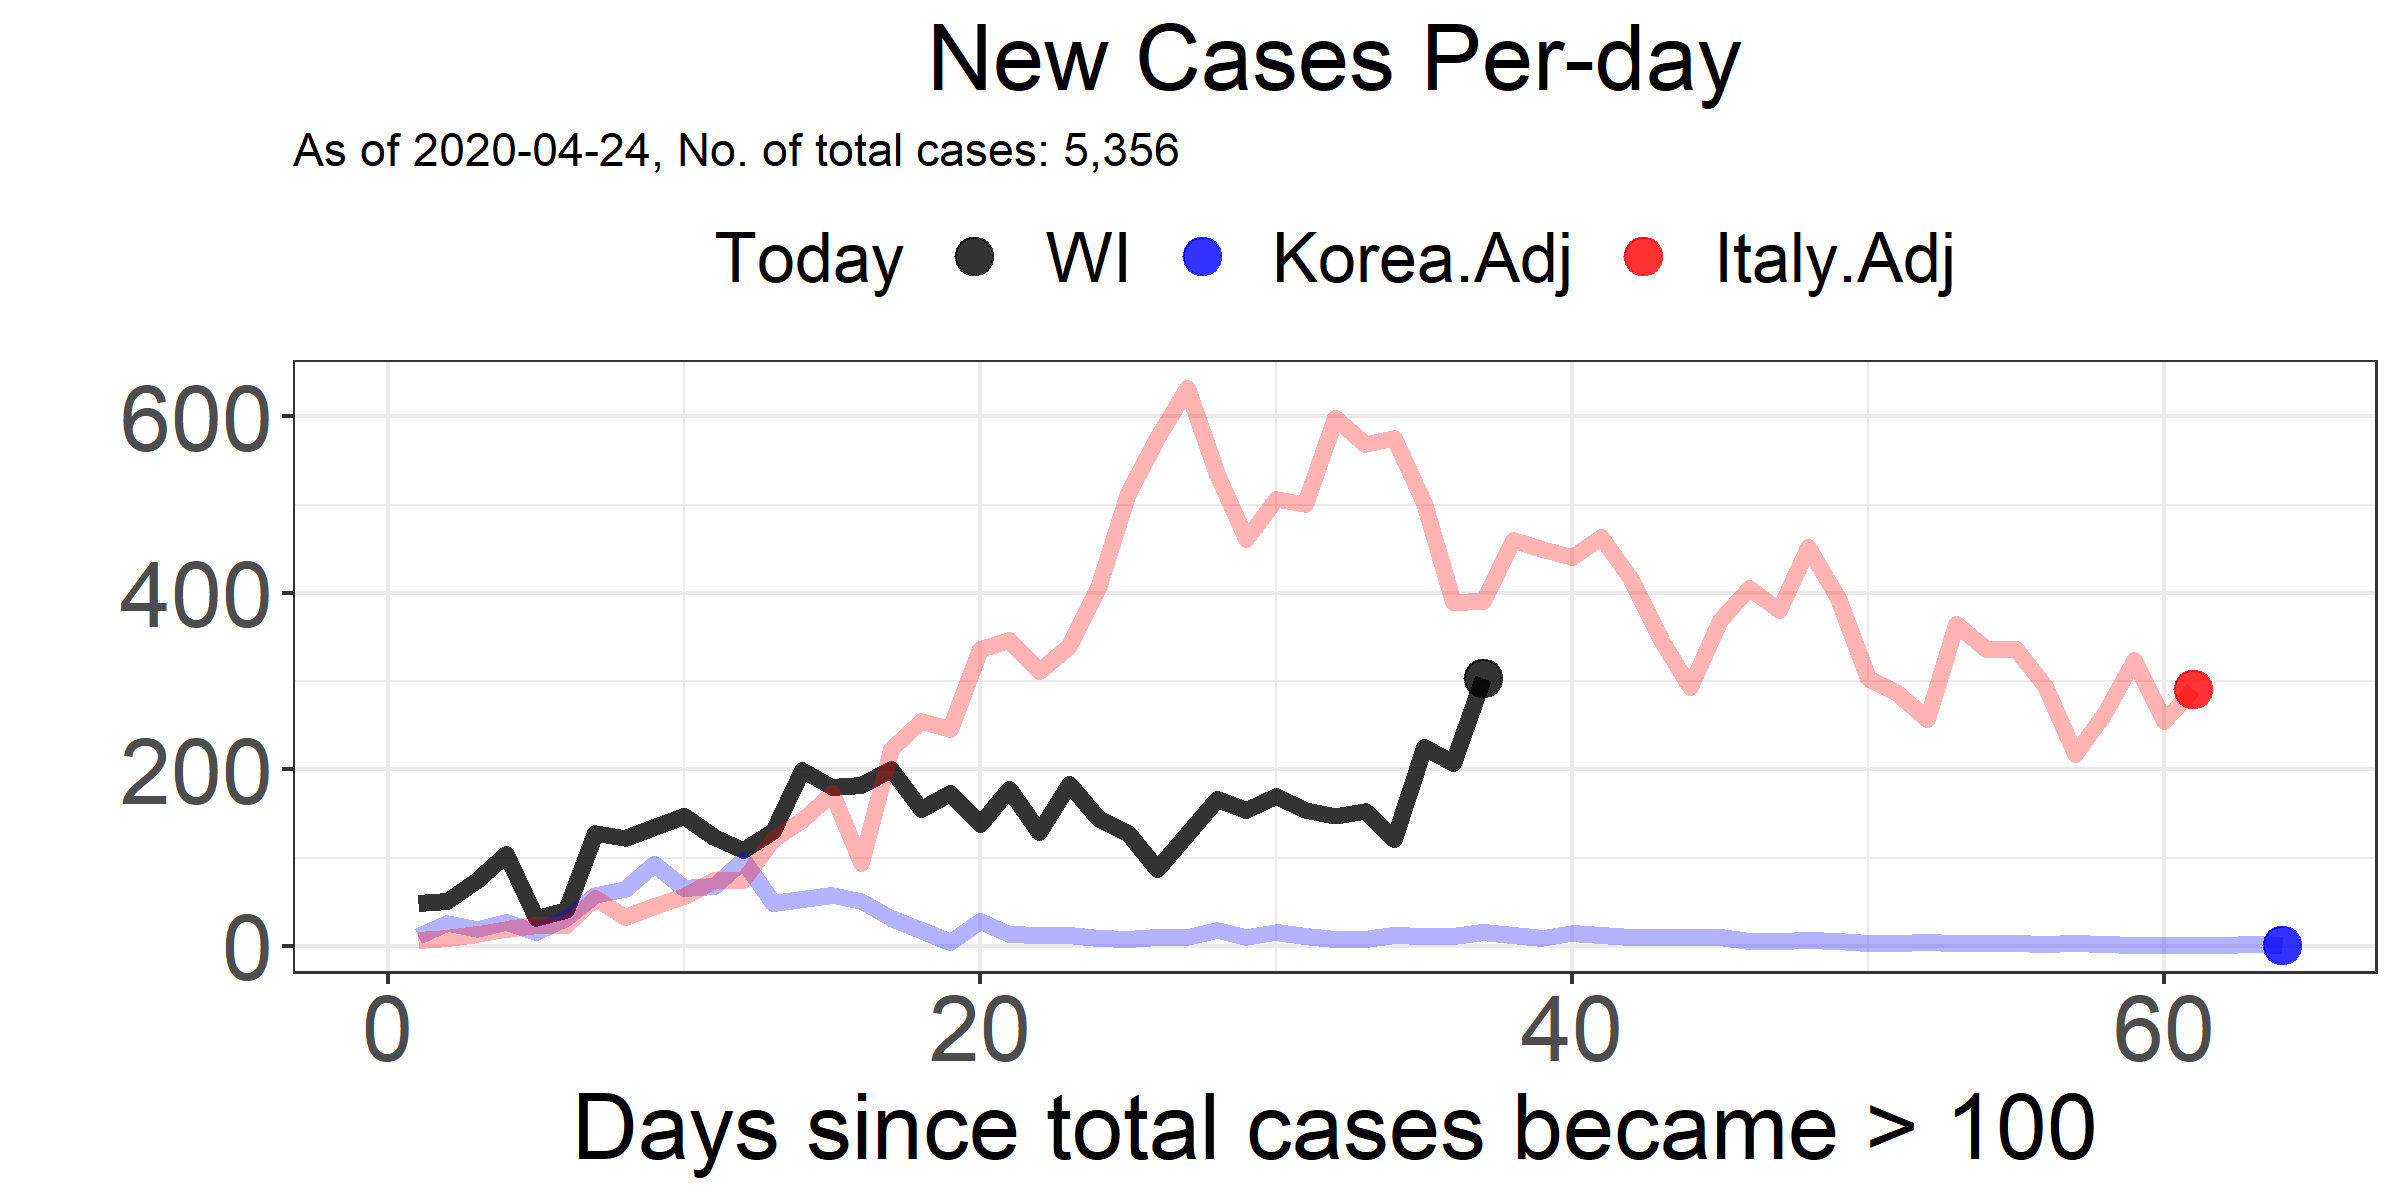 New Cases Per-day
As of 2020-04-24, No. of total cases: 5,356
Today WI Korea.Adj Italy.Adj
600
400
200
0
0 20 40 60
Days since total cases became > 100